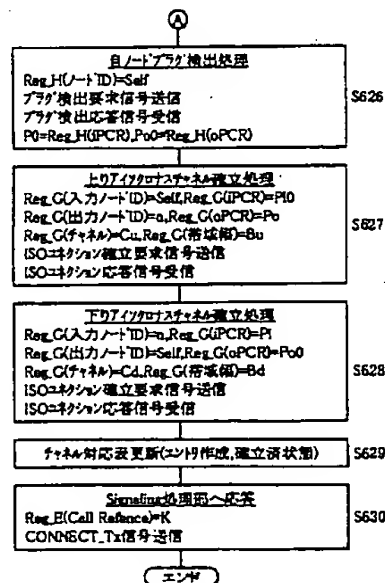 A
自ノードプラグ検出処理
Reg_H(ノードID)=Self
プラグ検出要求信号送信
プラグ検出応答信号受信
Pi0=Reg_H(iPCR),Po0=Reg_H(oPCR)
S626
上りアイソクロナスチャネル確立処理
Reg_G(入力ノードID)=Self,Reg_G(iPCR)=Pi0
Reg_G(出力ノードID)=n,Reg_G(oPCR)=Po
Reg_G(チャネル)=Cu,Reg_G(帯域幅)=Bu
ISOコネクション確立要求信号送信
ISOコネクション応答信号受信
S627
下りアイソクロナスチャネル確立処理
Reg_G(入力ノードID)=n,Reg_G(iPCR)=Pi
Reg_G(出力ノードID)=Self,Reg_G(oPCR)=Po0
Reg_G(チャネル)=Cd,Reg_G(帯域幅)=Bd
ISOコネクション確立要求信号送信
ISOコネクション応答信号受信
S628
チャネル対応表更新(エントリ作成,確立済状態)
S629
Signaling処理部へ応答
Reg_E(Call Refance)=K
CONNECT_Tx信号送信
S630
エンド